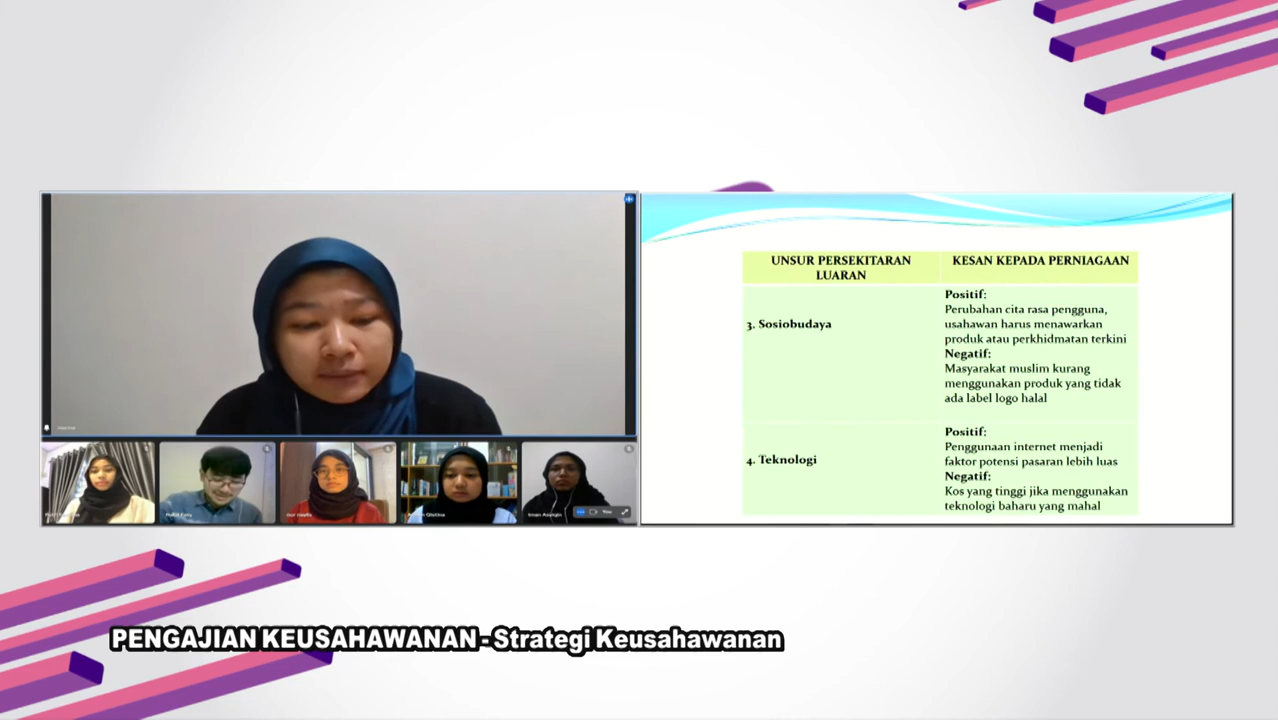 UNSUR PERSEKITARAN
LUARAN
KESAN KEPADA PERNIAGAAN
3. Sosiobudaya
Positif:
Perubahan cita rasa pengguna,
usahawan harus menawarkan
produk atau perkhidmatan terkini
Negatif:
Masyarakat muslim kurang
menggunakan produk yang tidak
ada label logo halal
4. Teknologi
Positif:
Penggunaan internet menjadi
faktor potensi pasaran lebih luas
Negatif:
Kos yang tinggi jika menggunakan
teknologi baharu yang mahal
You
PENGAJIAN KEUSAHAWANAN - Strategi Keusahawanan